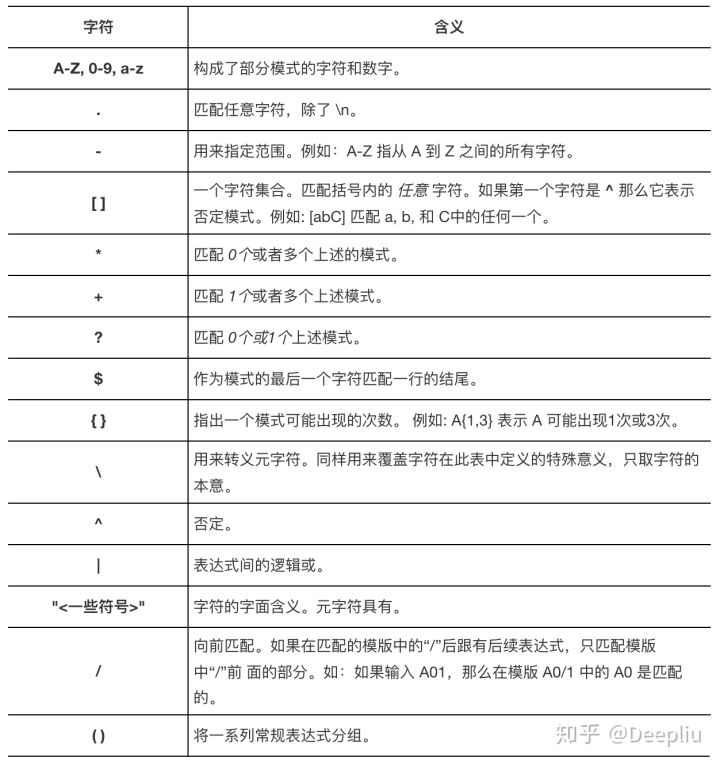 字符 含义
A-Z, 0-9, a-z 构成了部分模式的字符和数字。
. 匹配任意字符，除了 \n。
- 用来指定范围。例如：A-Z 指从 A 到 Z 之间的所有字符。
[ ] 一个字符集合。匹配括号内的 任意 字符。如果第一个字符是 ^ 那么它表示
否定模式。例如: [abC] 匹配 a, b, 和 C中的任何一个。
* 匹配 0个或者多个上述的模式。
+ 匹配 1个或者多个上述模式。
? 匹配 0个或1个上述模式。
$ 作为模式的最后一个字符匹配一行的结尾。
{ } 指出一个模式可能出现的次数。 例如: A{1,3} 表示 A 可能出现1次或3次。
\ 用来转义元字符。同样用来覆盖字符在此表中定义的特殊意义，只取字符的
本意。
^ 否定。
| 表达式间的逻辑或。
"<一些符号>" 字符的字面含义。元字符具有。
/ 向前匹配。如果在匹配的模版中的“/”后跟有后续表达式，只匹配模版
中“/”前 面的部分。如：如果输入 A01，那么在模版 A0/1 中的 A0 是匹配
的。
( ) 将一系列常规表达式分组。
知乎 @Deepliu